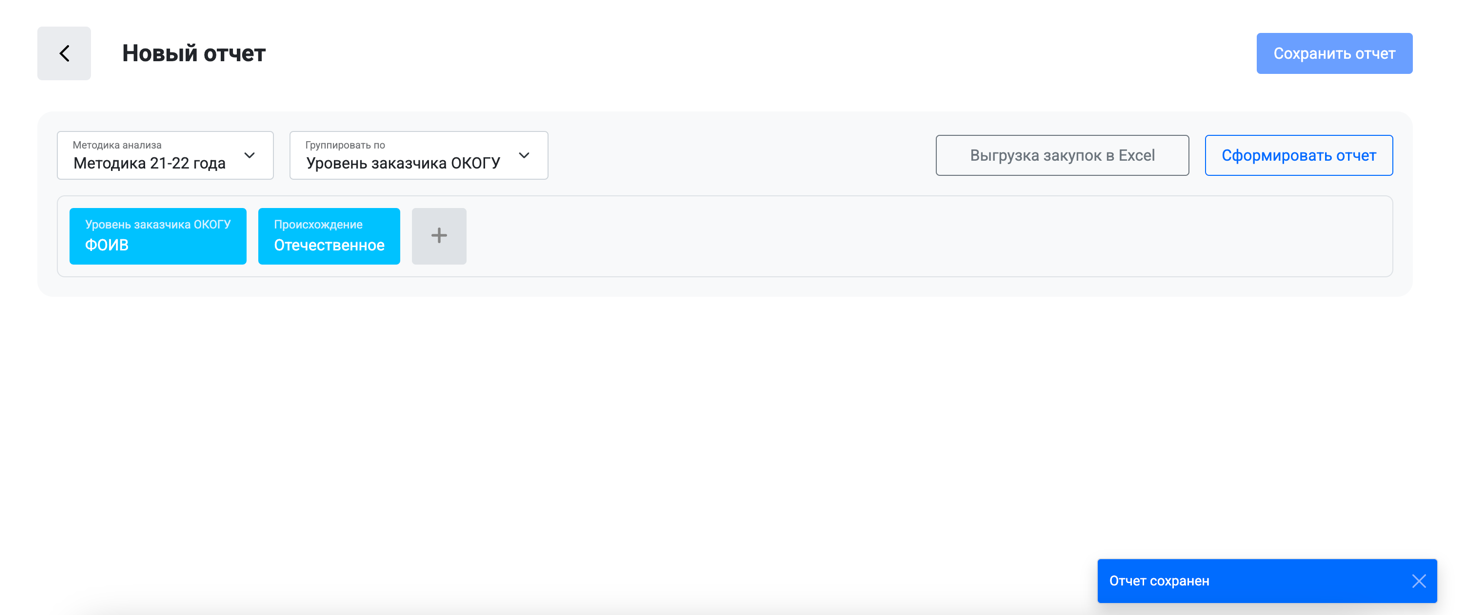 Новый отчет
Сохранить отчет
Методика анализа
Методика 21-22 года
Группировать по
Уровень заказчика ОКОГУ
Выгрузка закупок в Excel
Сформировать отчет
Уровень заказчика ОКОГУ
ФОИВ
Происхождение
Отечественное
Отчет сохранен